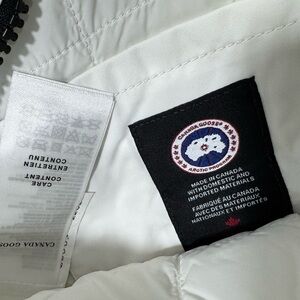 CANADA GOOSE
ARCTIC PROGRAM
MADE IN CANADA
WITH DOMESTIC AND
IMPORTED MATERIALS
FABRIQUÉ AU CANADA
AVEC DES MATÉRIAUX
NATIONAUX ET IMPORTÉS
CARE
CONTENU
ENTRETIEN
CONTENT
CANADA GOOS